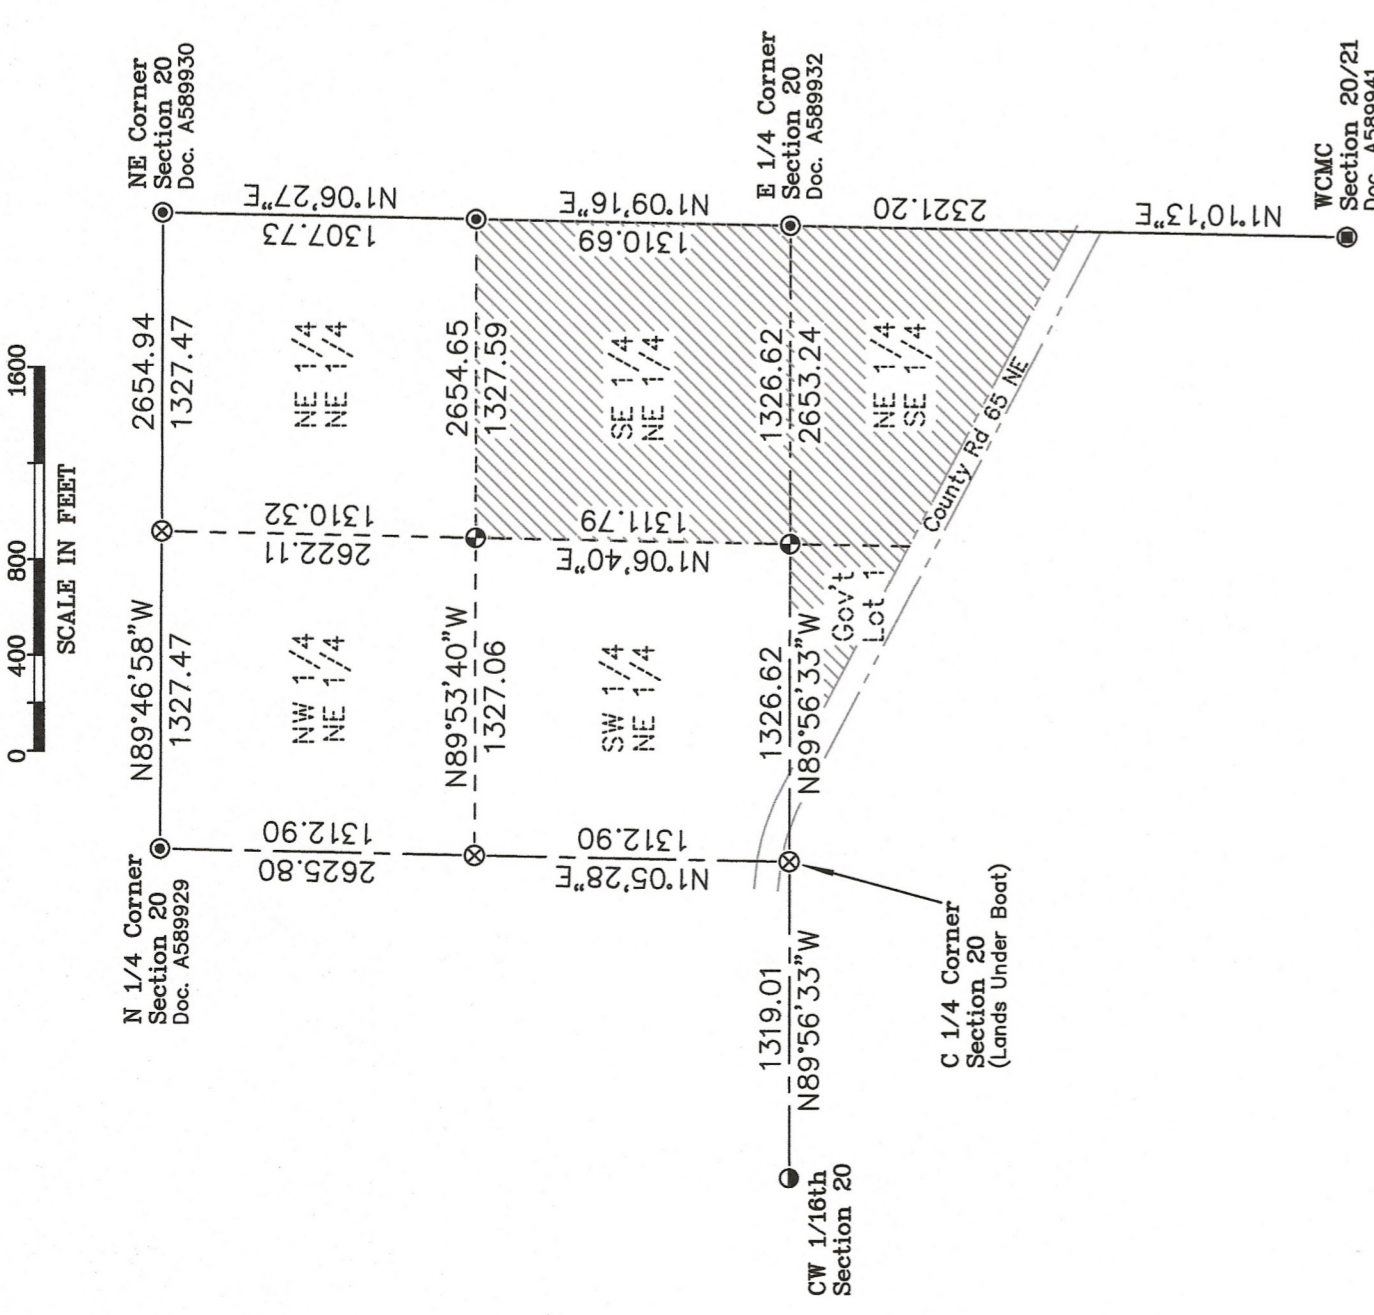 0 400 800 1600
SCALE IN FEET
N 1/4 Corner
Section 20
Doc. A589929
NE Corner
Section 20
Doc. A589930
N89°46'58"W
2654.94
1327.47
1327.47
2625.80
1312.90
NW 1/4
NE 1/4
1310.32
2622.11
NE 1/4
NE 1/4
N1°06'27"E
1307.73
N89°53'40"W
1327.06
2654.65
1327.59
1312.90
N1°05'28"E
SW 1/4
NE 1/4
1311.79
N1°06'40"E
SE 1/4
NE 1/4
N1°09'16"E
1310.69
E 1/4 Corner
Section 20
Doc. A589932
1319.01
N89°56'33"W
1326.62
N89°56'33"W
1326.62
2653.24
CW 1/16th
Section 20
C 1/4 Corner
Section 20
(Lands Under Boat)
Gov't
Lot 1
NE 1/4
SE 1/4
County Rd 65 NE
2321.20
N1°10'13"E
WCMC
Section 20/21
Doc. A589941